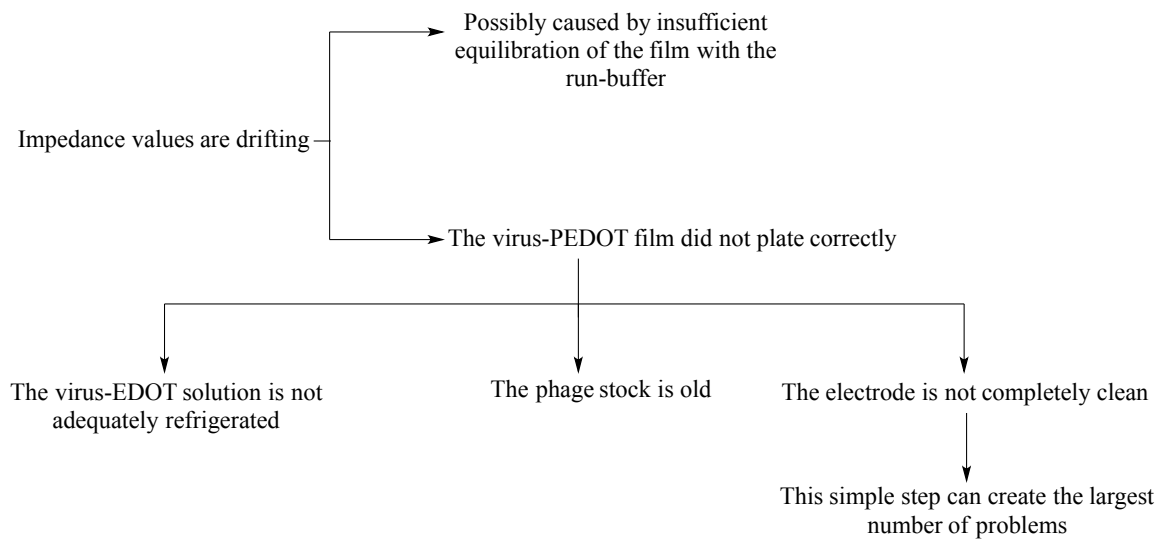 Possibly caused by insufficient
equilibration of the film with the
run-buffer
Impedance values are drifting
The virus-PEDOT film did not plate correctly
The virus-EDOT solution is not
adequately refrigerated
The phage stock is old
The electrode is not completely clean
This simple step can create the largest
number of problems